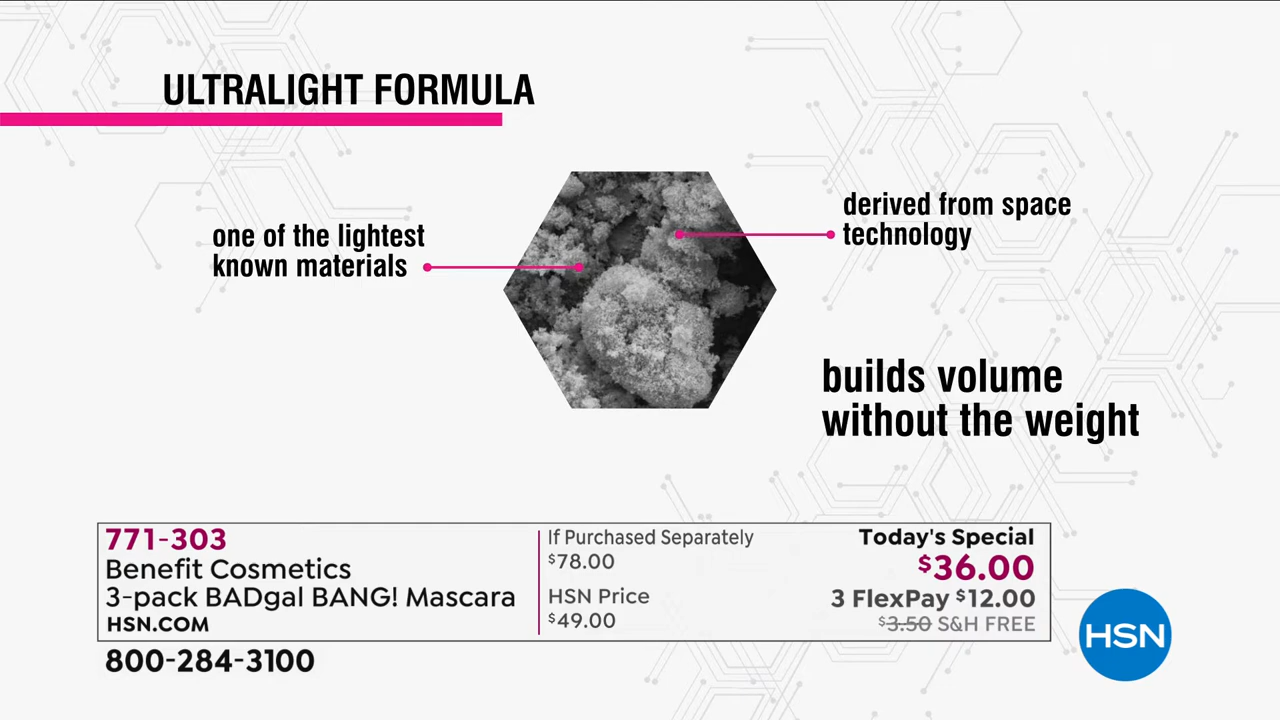 ULTRALIGHT FORMULA
one of the lightest
known materials
derived from space
technology
builds volume
without the weight
771-303
Benefit Cosmetics
3-pack BADgal BANG! Mascara
HSN.COM
If Purchased Separately
$78.00
HSN Price
$49.00
Today's Special
$36.00
3 FlexPay $12.00
$3.50 S&H FREE
800-284-3100
HSN